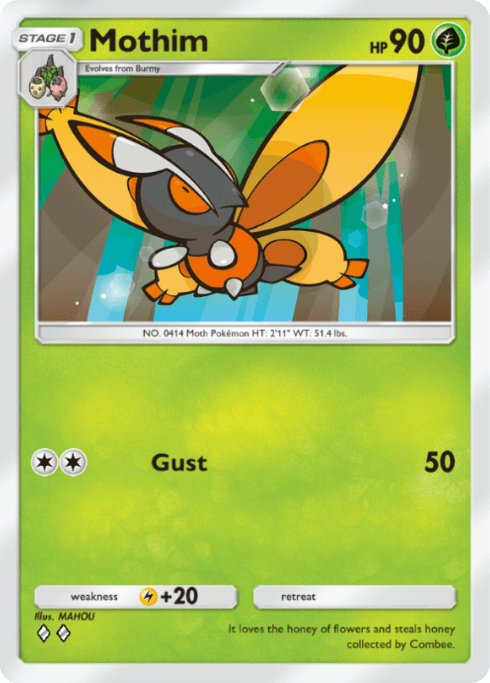 STAGE 1 Mothim HP 90
Evolves from Burmy
NO. 0414 Moth Pokémon HT: 2'11" WT: 51.4 lbs.
Gust 50
weakness +20 retreat
Illus. MAHOU
It loves the honey of flowers and steals honey
collected by Combee.